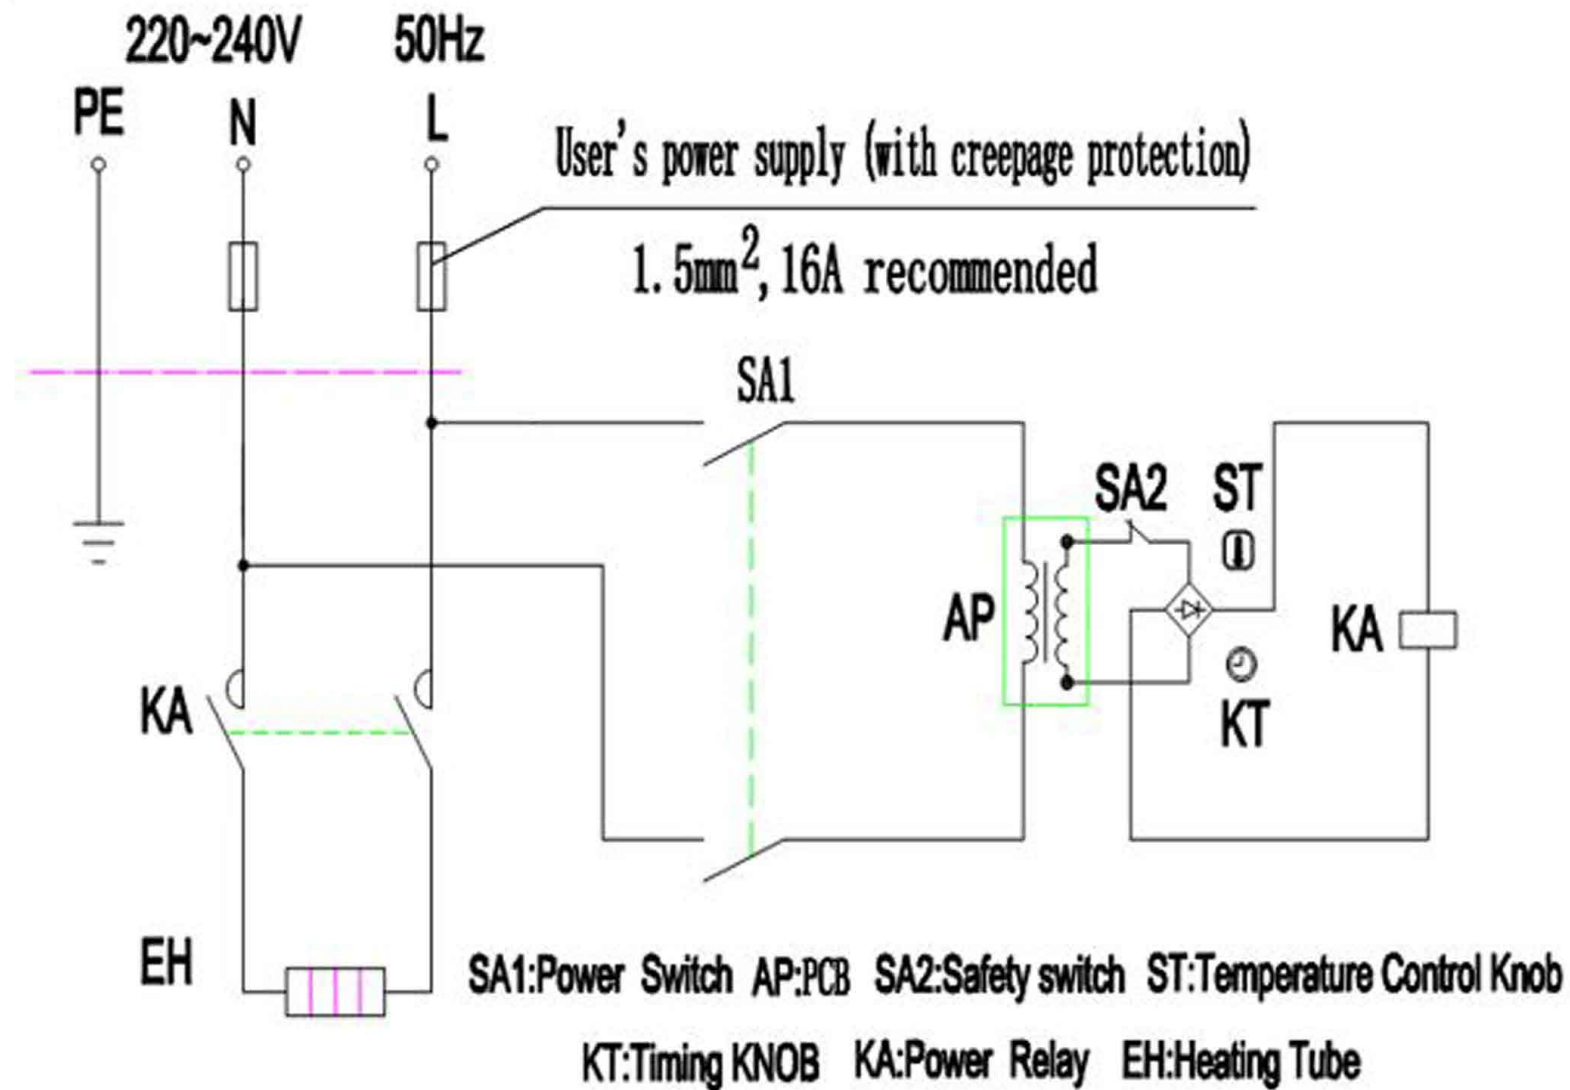 220~240V 50Hz
PE N L
User's power supply (with creepage protection)
1.5mm²,16A recommended
SA1
SA2 ST
AP KA
KA KT
EH
SA1:Power Switch AP:PCB SA2:Safety switch ST:Temperature Control Knob
KT:Timing KNOB KA:Power Relay EH:Heating Tube